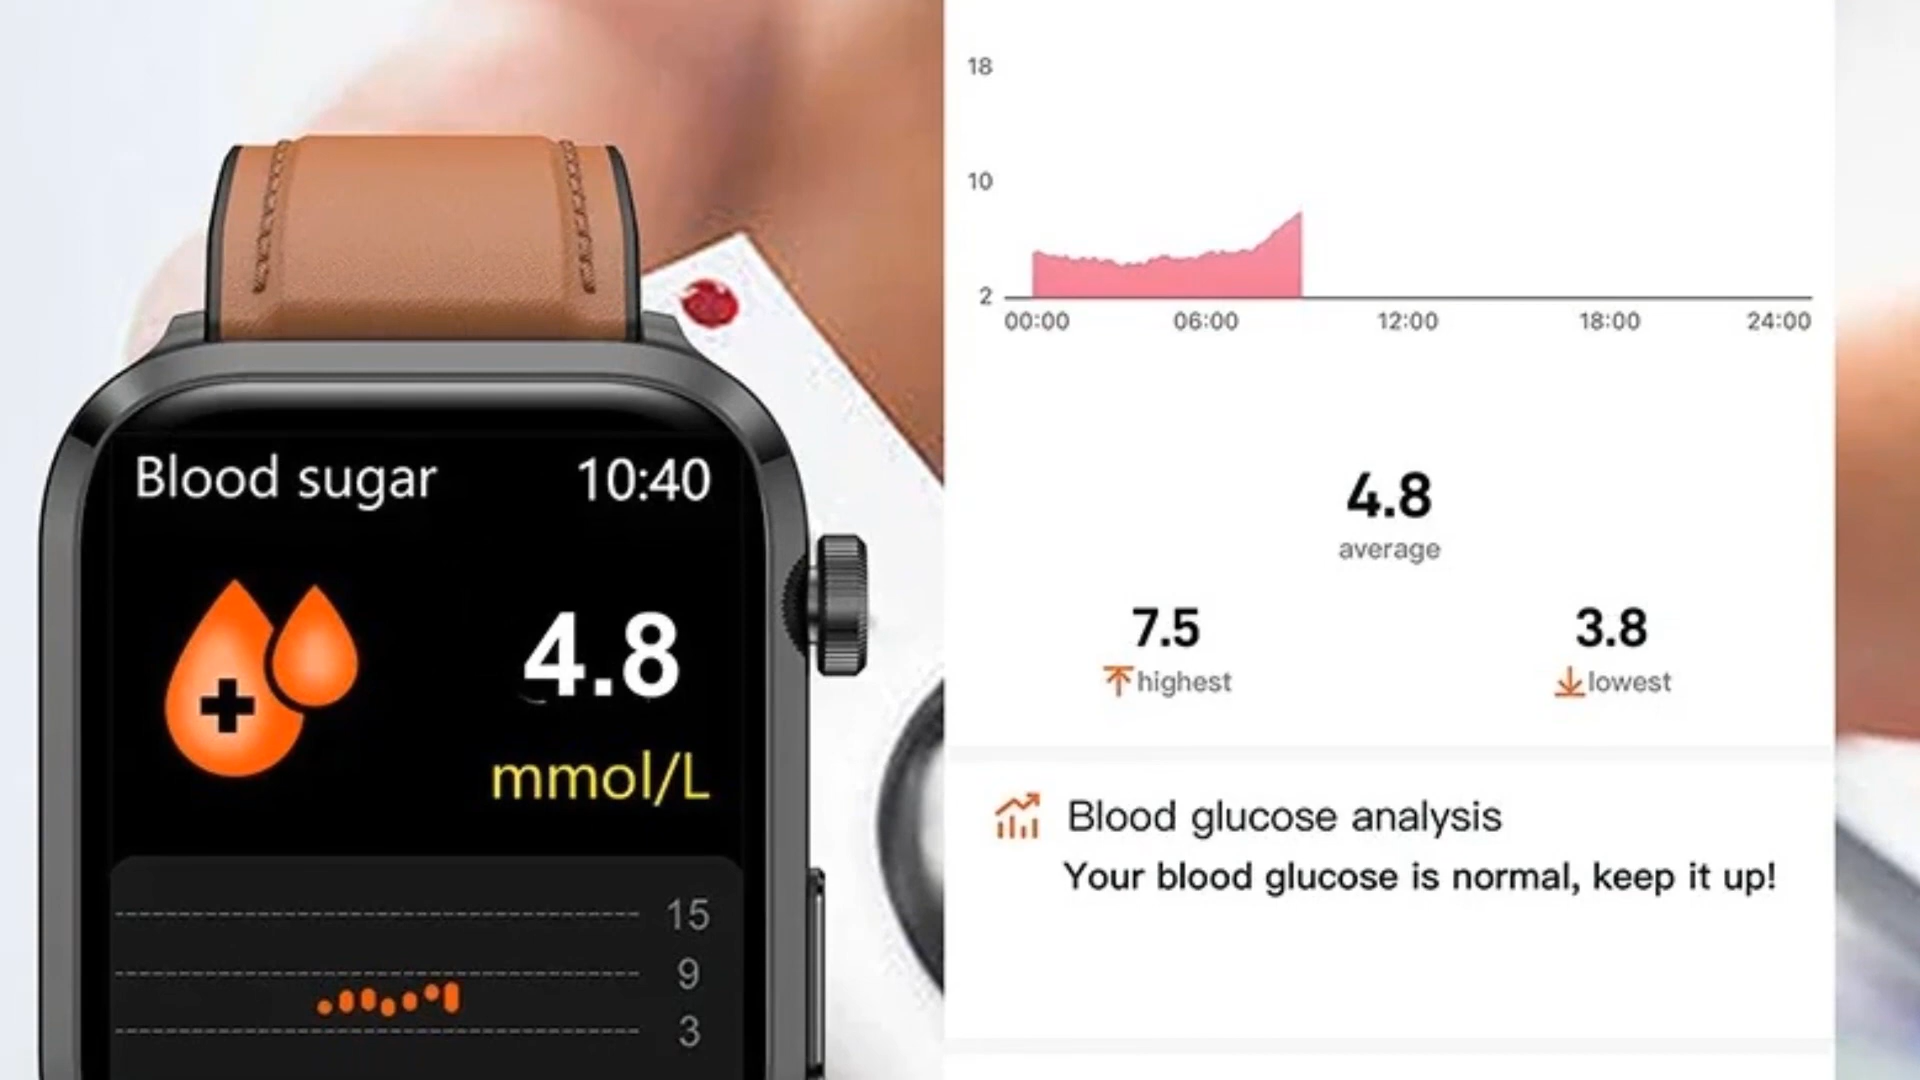 Blood sugar 10:40
4.8
mmol/L
15
9
3
18
10
2
00:00 06:00 12:00 18:00 24:00
4.8
average
7.5 3.8
highest lowest
Blood glucose analysis
Your blood glucose is normal, keep it up!